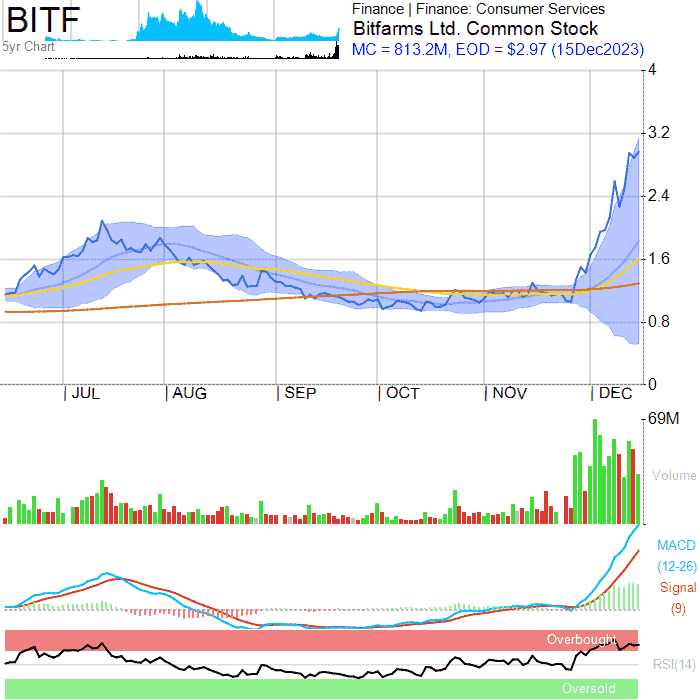 BITF
5yr Chart
Finance | Finance: Consumer Services
Bitfarms Ltd. Common Stock
MC = 813.2M, EOD = $2.97 (15Dec2023)
4
3.2
2.4
1.6
0.8
0
JUL AUG SEP OCT NOV DEC
69M
Volume
MACD
(12-26)
Signal
(9)
Overbought
RSI(14)
Oversold